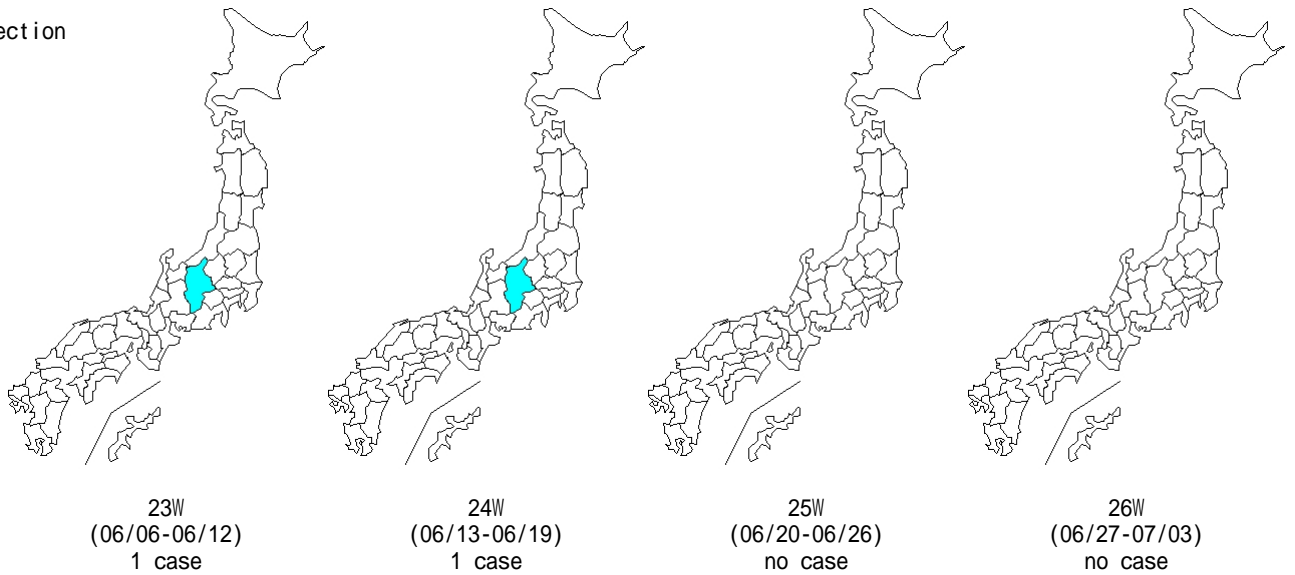 ection
23W
(06/06-06/12)
1 case
24W
(06/13-06/19)
1 case
25W
(06/20-06/26)
no case
26W
(06/27-07/03)
no case